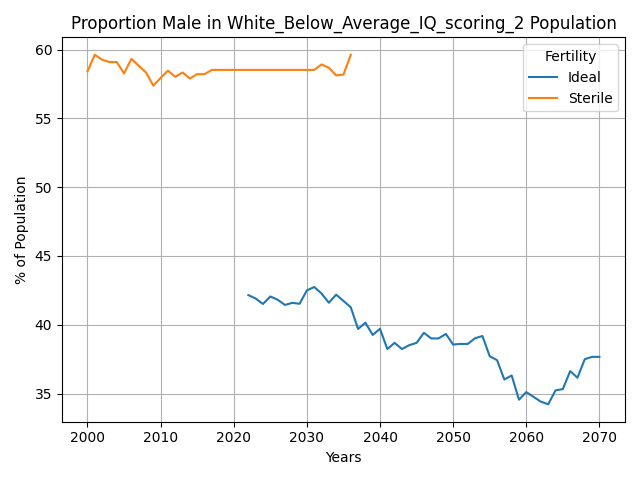 Proportion Male in White_Below_Average_IQ_scoring_2 Population
% of Population
60
55
50
45
40
35
Fertility
Ideal
Sterile
2000 2010 2020 2030 2040 2050 2060 2070
Years